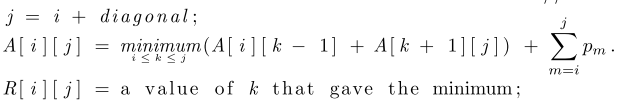 j = i + diagonal;
A[i][j] = minimum(A[i][k − 1] + A[k + 1][j]) + ∑ p_m.
i ≤ k ≤ j
j
m=i
R[i][j] = a value of k that gave the minimum;